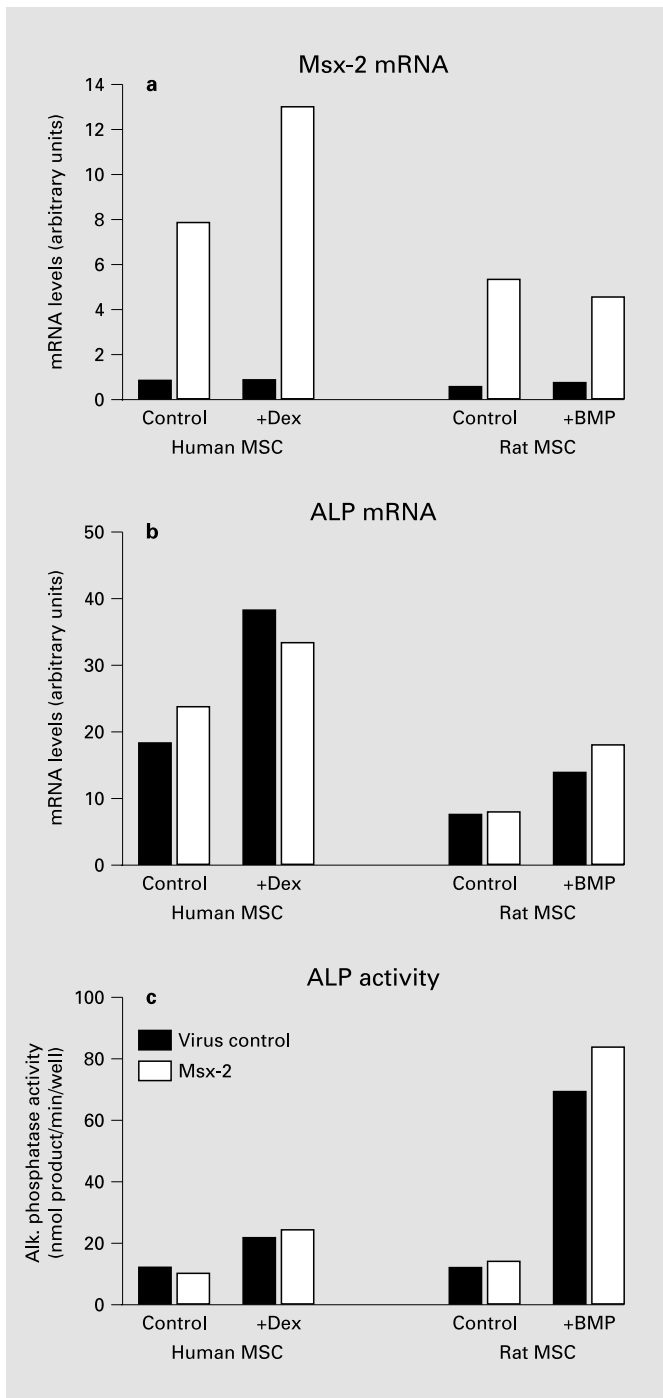 Msx-2 mRNA
a
mRNA levels (arbitrary units)
14
12
10
8
6
4
2
0
Control +Dex Control +BMP
Human MSC Rat MSC
ALP mRNA
b
mRNA levels (arbitrary units)
50
40
30
20
10
0
Control +Dex Control +BMP
Human MSC Rat MSC
ALP activity
c
Alk. phosphatase activity
(nmol product/min/well)
100
80
60
40
20
0
Virus control
Msx-2
Control +Dex Control +BMP
Human MSC Rat MSC